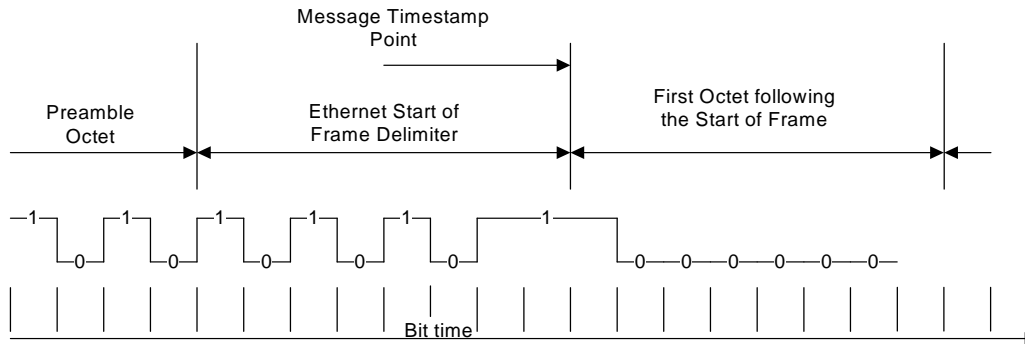 Message Timestamp
Point
Preamble
Octet
Ethernet Start of
Frame Delimiter
First Octet following
the Start of Frame
1 0 1 0 1 0 1 0 1 0 1 0 0 0 0 0 0
Bit time